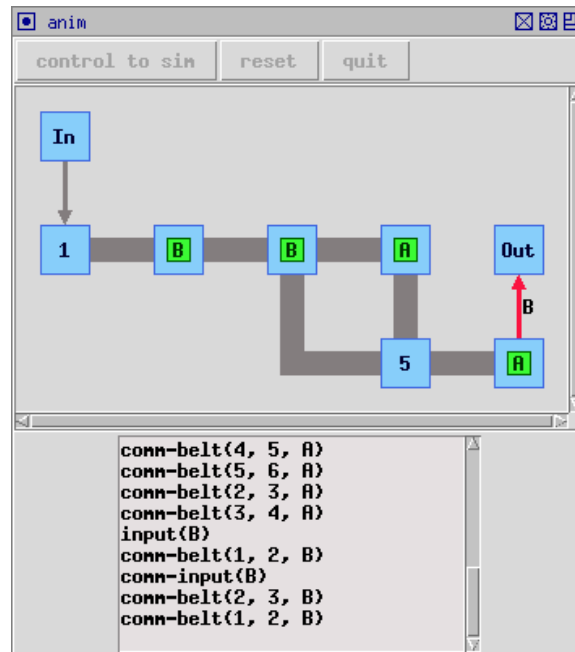 anim
control to sim reset quit
In
1 B B A Out
B
5 A
comm-belt(4, 5, A)
comm-belt(5, 6, A)
comm-belt(2, 3, A)
comm-belt(3, 4, A)
input(B)
comm-belt(1, 2, B)
comm-input(B)
comm-belt(2, 3, B)
comm-belt(1, 2, B)